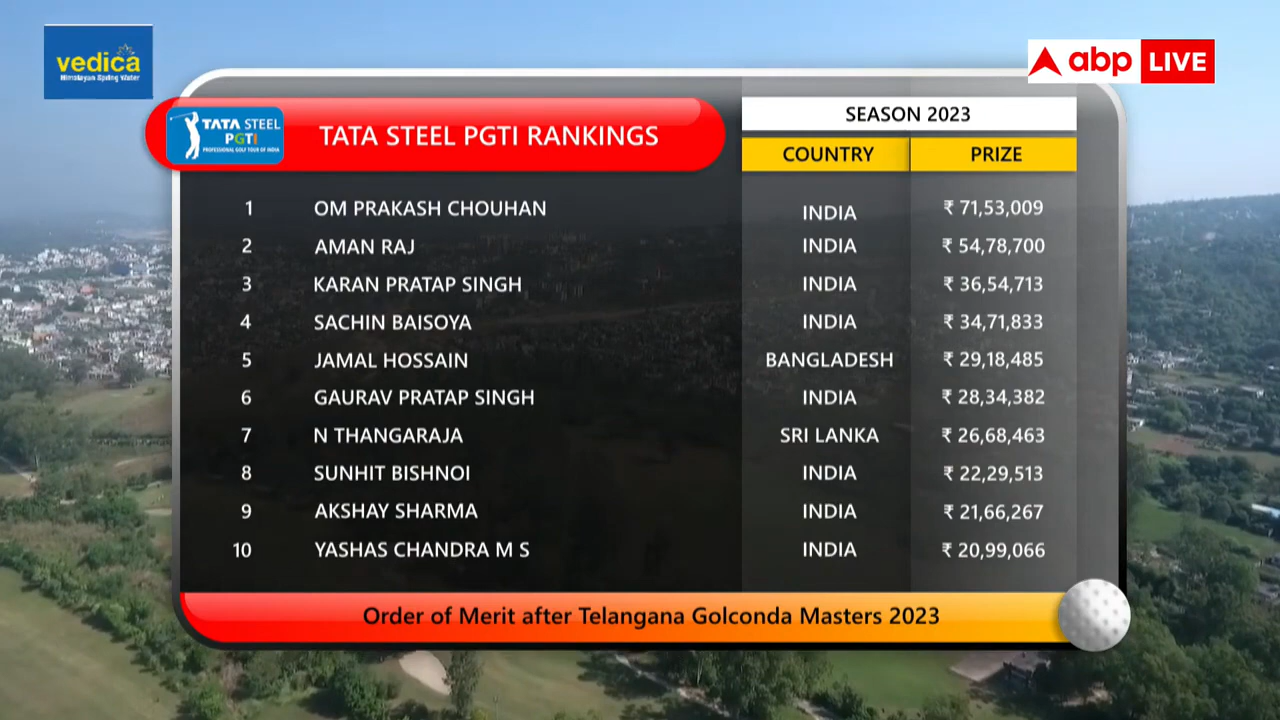 vedica
Himalayan Spring Water
abp LIVE
TATA STEEL
PGTI
PROFESSIONAL GOLF TOUR OF INDIA
TATA STEEL PGTI RANKINGS
SEASON 2023
COUNTRY PRIZE
1 OM PRAKASH CHOUHAN INDIA ₹ 71,53,009
2 AMAN RAJ INDIA ₹ 54,78,700
3 KARAN PRATAP SINGH INDIA ₹ 36,54,713
4 SACHIN BAISOYA INDIA ₹ 34,71,833
5 JAMAL HOSSAIN BANGLADESH ₹ 29,18,485
6 GAURAV PRATAP SINGH INDIA ₹ 28,34,382
7 N THANGARAJA SRI LANKA ₹ 26,68,463
8 SUNHIT BISHNOI INDIA ₹ 22,29,513
9 AKSHAY SHARMA INDIA ₹ 21,66,267
10 YASHAS CHANDRA M S INDIA ₹ 20,99,066
Order of Merit after Telangana Golconda Masters 2023